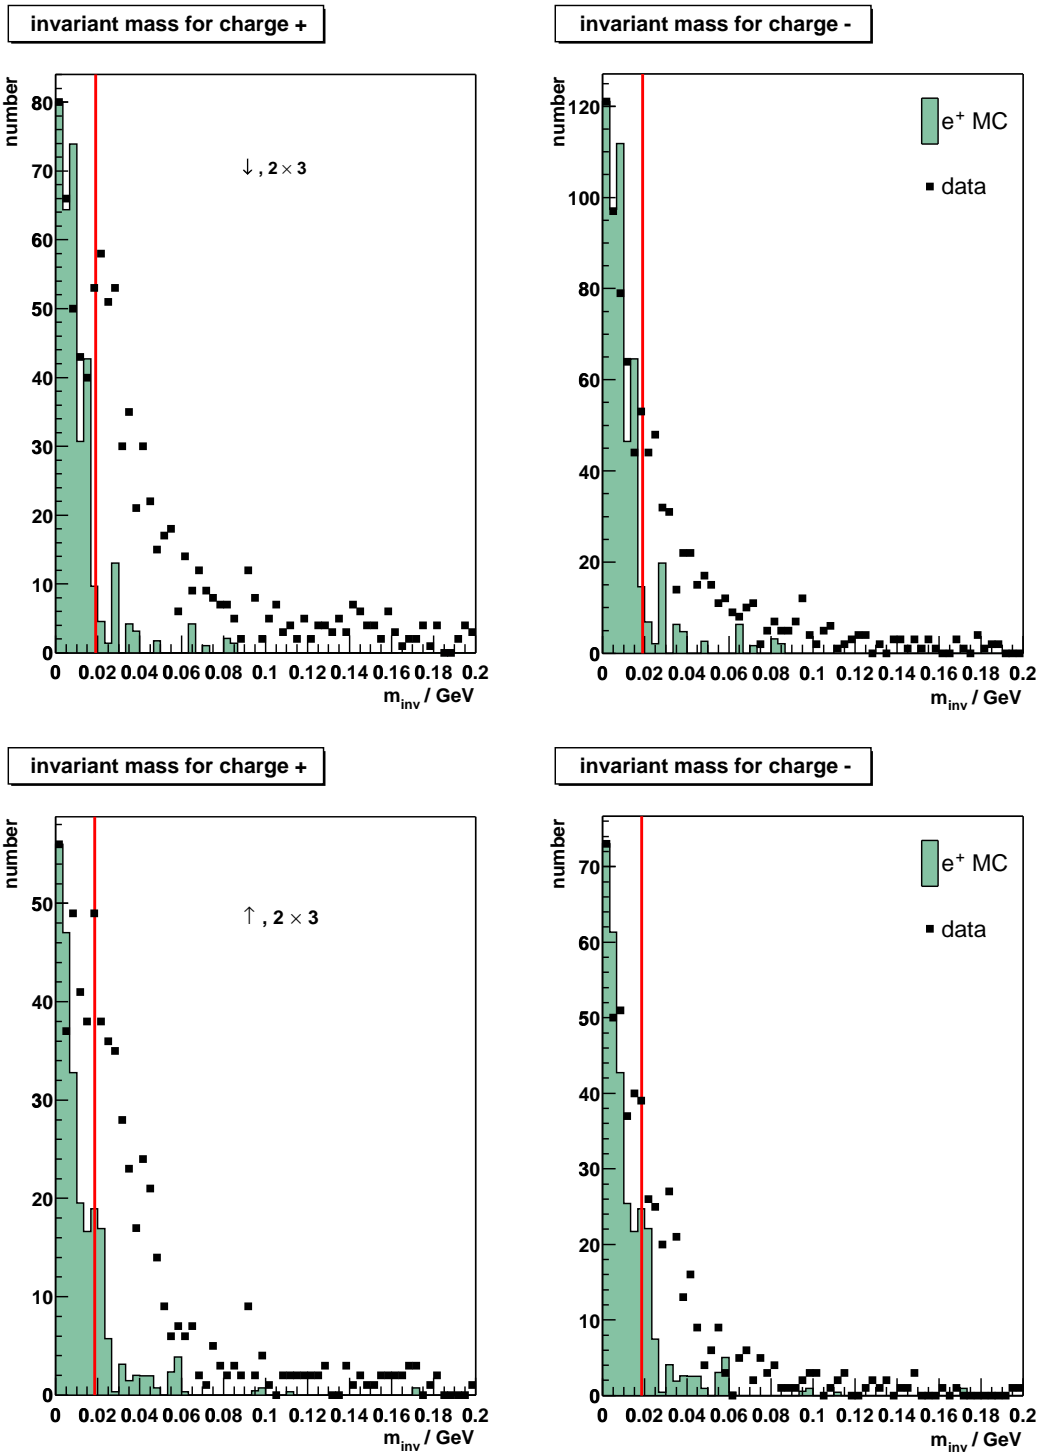 invariant mass for charge +
number
80
70
60
50
40
30
20
10
0
↓ , 2 × 3
0 0.02 0.04 0.06 0.08 0.1 0.12 0.14 0.16 0.18 0.2
m_inv / GeV
invariant mass for charge -
number
120
100
80
60
40
20
0
e⁺ MC
data
0 0.02 0.04 0.06 0.08 0.1 0.12 0.14 0.16 0.18 0.2
m_inv / GeV
invariant mass for charge +
number
50
40
30
20
10
0
↑ , 2 × 3
0 0.02 0.04 0.06 0.08 0.1 0.12 0.14 0.16 0.18 0.2
m_inv / GeV
invariant mass for charge -
number
70
60
50
40
30
20
10
0
e⁺ MC
data
0 0.02 0.04 0.06 0.08 0.1 0.12 0.14 0.16 0.18 0.2
m_inv / GeV